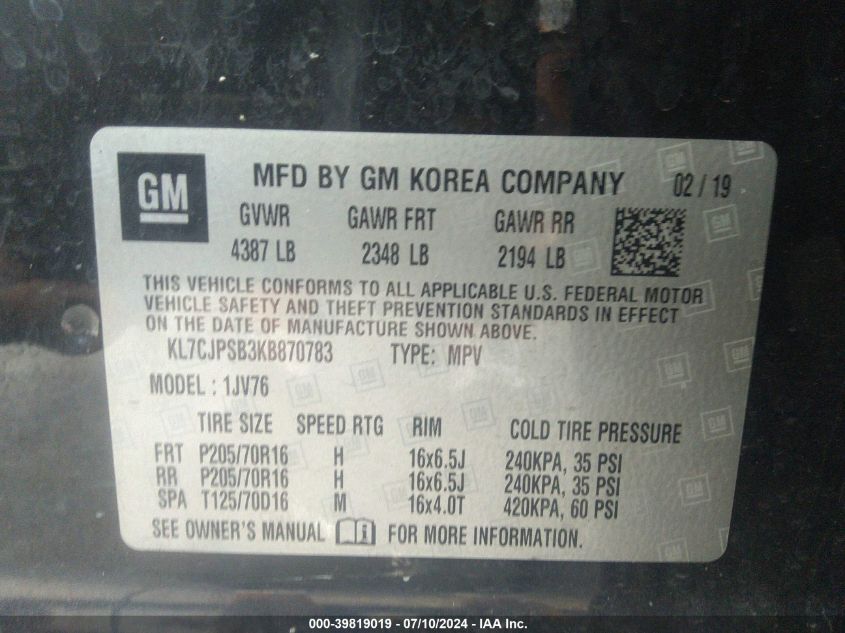 GM
MFD BY GM KOREA COMPANY 02 / 19
GVWR GAWR FRT GAWR RR
4387 LB 2348 LB 2194 LB
THIS VEHICLE CONFORMS TO ALL APPLICABLE U.S. FEDERAL MOTOR
VEHICLE SAFETY AND THEFT PREVENTION STANDARDS IN EFFECT
ON THE DATE OF MANUFACTURE SHOWN ABOVE.
KL7CJPSB3KB870783 TYPE: MPV
MODEL : 1JV76
TIRE SIZE SPEED RTG RIM COLD TIRE PRESSURE
FRT P205/70R16 H 16x6.5J 240KPA, 35 PSI
RR P205/70R16 H 16x6.5J 240KPA, 35 PSI
SPA T125/70D16 M 16x4.0T 420KPA, 60 PSI
SEE OWNER'S MANUAL i FOR MORE INFORMATION.
000-39819019 - 07/10/2024 - IAA Inc.